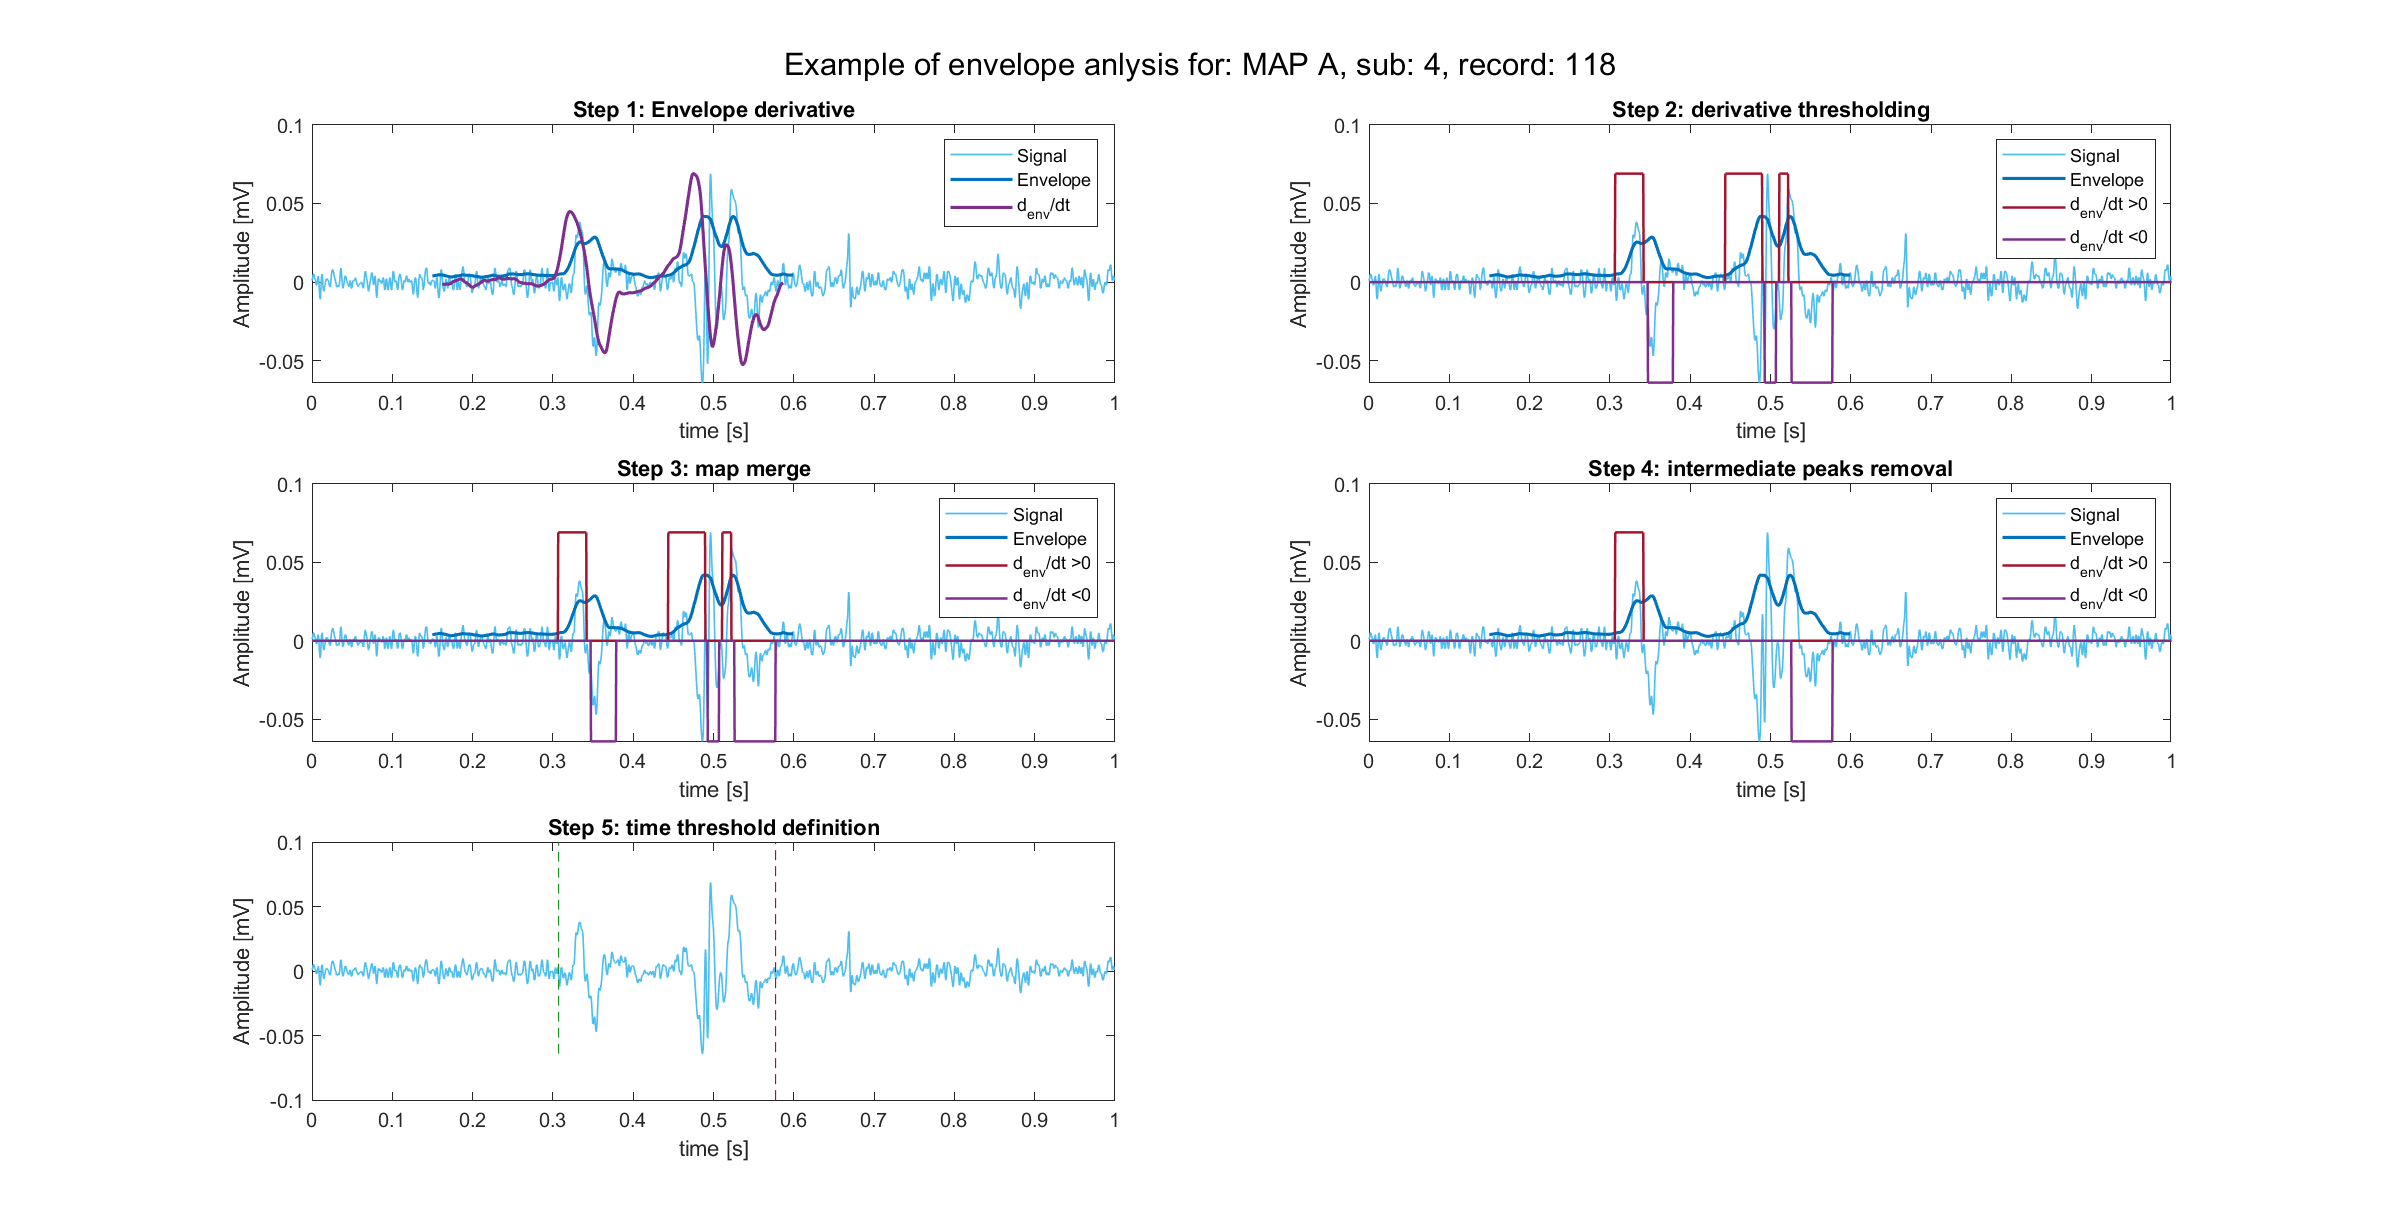 Example of envelope anlysis for: MAP A, sub: 4, record: 118
Step 1: Envelope derivative
Amplitude [mV]
0.1
0.05
0
-0.05
0 0.1 0.2 0.3 0.4 0.5 0.6 0.7 0.8 0.9 1
time [s]
Signal
Envelope
d_env/dt
Step 2: derivative thresholding
Amplitude [mV]
0.1
0.05
0
-0.05
0 0.1 0.2 0.3 0.4 0.5 0.6 0.7 0.8 0.9 1
time [s]
Signal
Envelope
d_env/dt >0
d_env/dt <0
Step 3: map merge
Amplitude [mV]
0.1
0.05
0
-0.05
0 0.1 0.2 0.3 0.4 0.5 0.6 0.7 0.8 0.9 1
time [s]
Signal
Envelope
d_env/dt >0
d_env/dt <0
Step 4: intermediate peaks removal
Amplitude [mV]
0.1
0.05
0
-0.05
0 0.1 0.2 0.3 0.4 0.5 0.6 0.7 0.8 0.9 1
time [s]
Signal
Envelope
d_env/dt >0
d_env/dt <0
Step 5: time threshold definition
Amplitude [mV]
0.1
0.05
0
-0.05
-0.1
0 0.1 0.2 0.3 0.4 0.5 0.6 0.7 0.8 0.9 1
time [s]